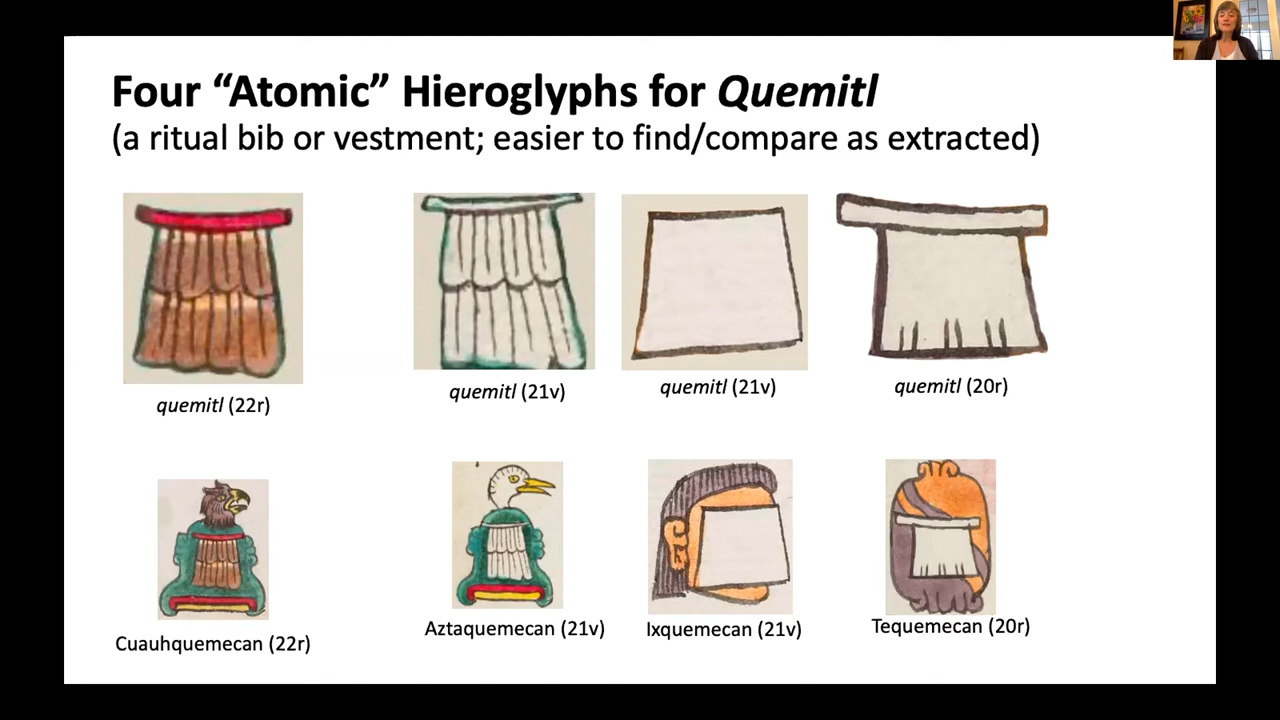 Four “Atomic” Hieroglyphs for Quemitl
(a ritual bib or vestment; easier to find/compare as extracted)
quemitl (22r)
quemitl (21v)
quemitl (21v)
quemitl (20r)
Cuauhquemecan (22r)
Aztaquemecan (21v)
Ixquemecan (21v)
Tequemecan (20r)